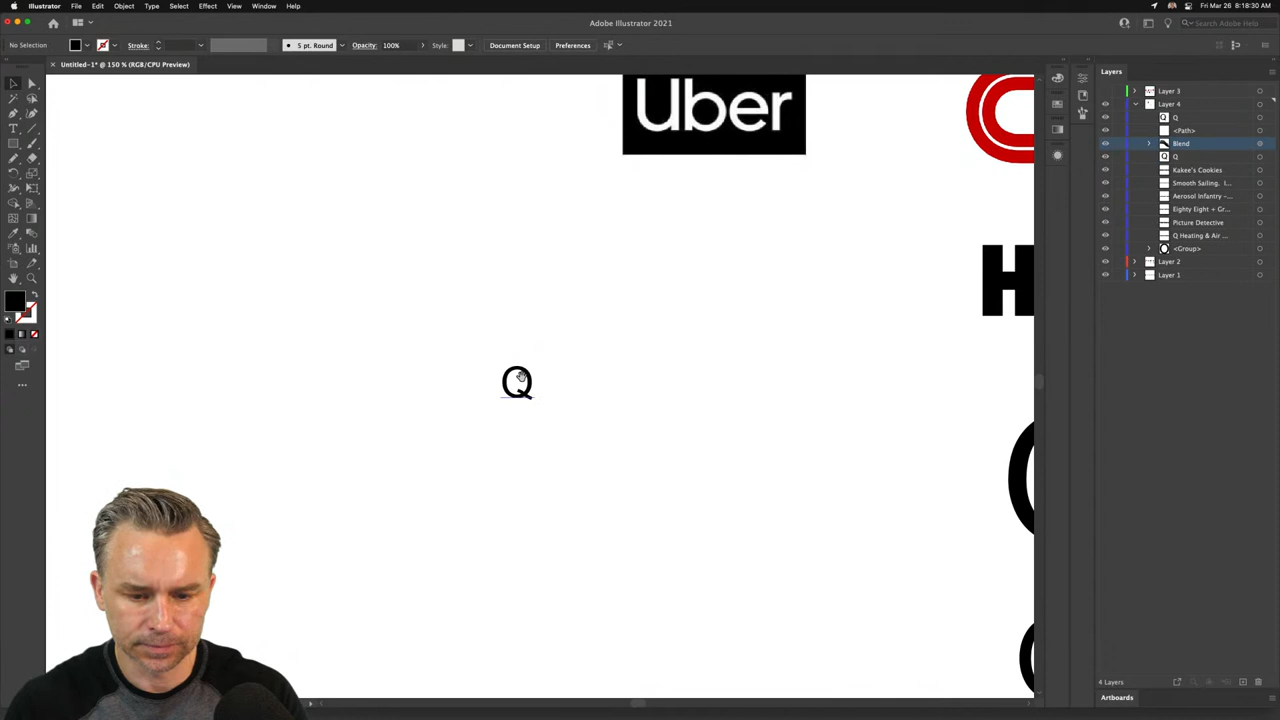 Illustrator File Edit Object Type Select Effect View Window Help
Fri Mar 26 8:18:30 AM
Adobe Illustrator 2021
Search Adobe Help
No Selection
Stroke:
5 pt. Round
Opacity: 100%
Style:
Document Setup
Preferences
Untitled-1* @ 150 % (RGB/CPU Preview)
Uber
H
Q
Layers
Layer 3
Layer 4
Q
<Path>
Blend
Q
Kakee's Cookies
Smooth Sailing. I...
Aerosol Infantry -...
Eighty Eight + Gr...
Picture Detective
Q Heating & Air ...
<Group>
Layer 2
Layer 1
4 Layers
Artboards